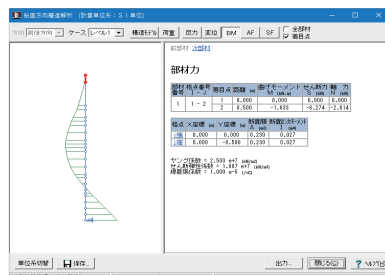 断面方向構造解析 [計算単位系：SI（単位）]
方向 前後方向 ケース レベル1 構造モデル 荷重 反力 変位 BM AF SF 全部材 着目点
前部材 次部材
部材力
部材番号 格点番号 I - J 着目点 距離 (m) 曲げモーメント M (kN.m) せん断力 S (kN) 軸力 N (kN)
1 1 - 2 1 0.000 0.000 0.000 0.000
2 0.500 -1.603 -6.274 -2.814
格点 X座標 (m) Y座標 (m) 断面積 A (m2) 断面2次モーメント I (m4)
1端 0.000 0.000 0.230 0.027
2端 0.000 -0.500 0.230 0.027
ヤング係数 = 2.500 e+7 (kN/m2)
せん断弾性係数 = 1.087 e+7 (kN/m2)
線膨張係数 = 1.000 e-5 (/℃)
単位系切替 保存... 出力... 閉じる(C) ? ヘルプ(H)